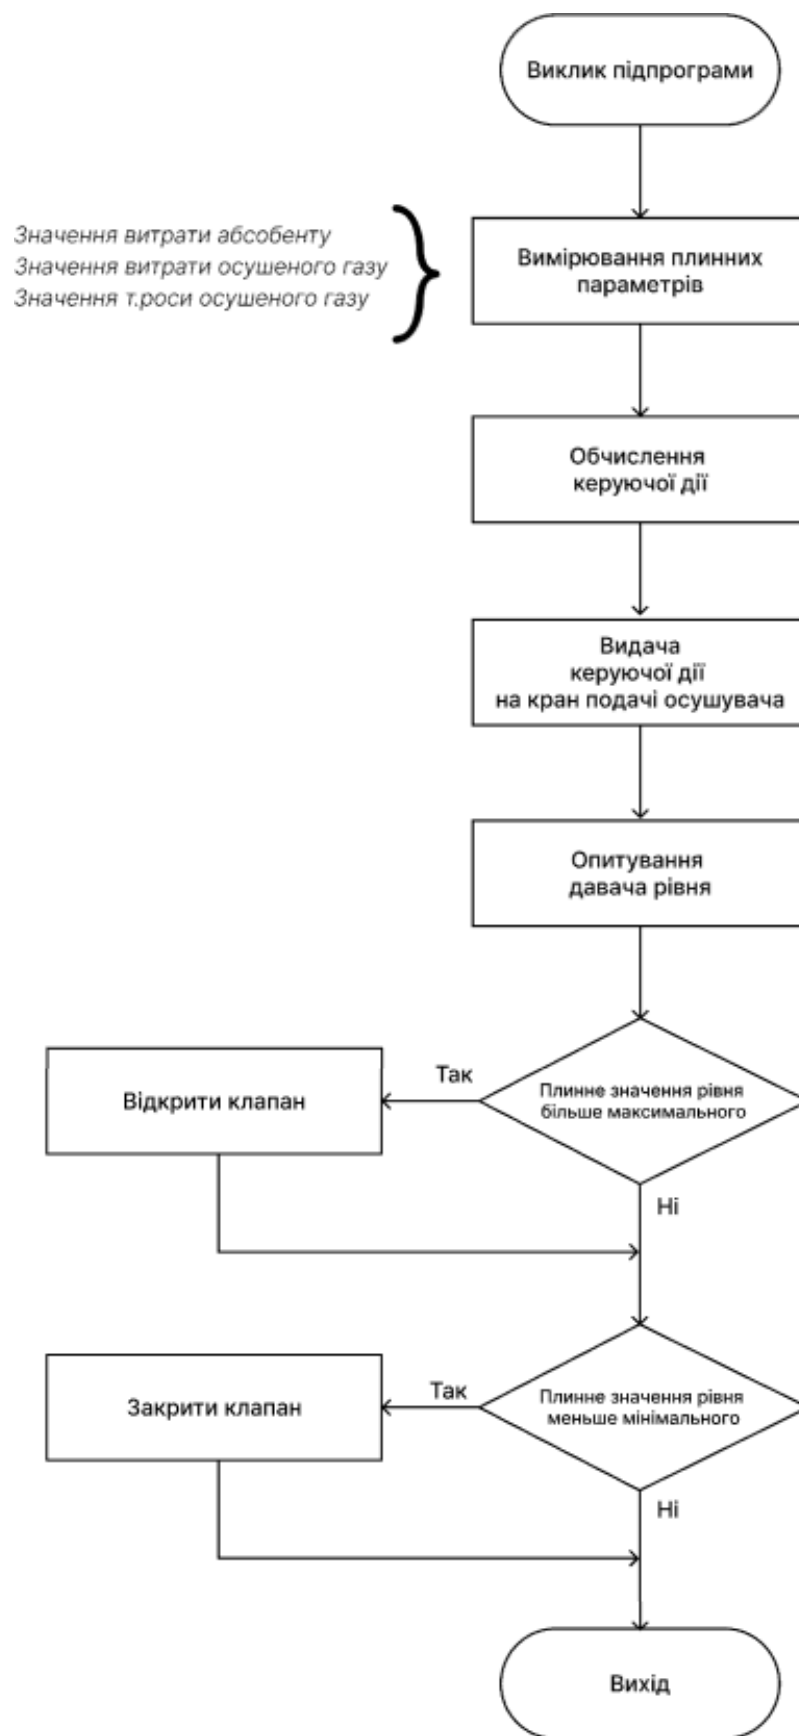 Виклик підпрограми
Значення витрати абсобенту
Значення витрати осушеного газу
Значення т.роси осушеного газу
Вимірювання плинних
параметрів
Обчислення
керуючої дії
Видача
керуючої дії
на кран подачі осушувача
Опитування
давача рівня
Плинне значення рівня
більше максимального
Так
Відкрити клапан
Ні
Плинне значення рівня
меньше мінімального
Так
Закрити клапан
Ні
Вихід